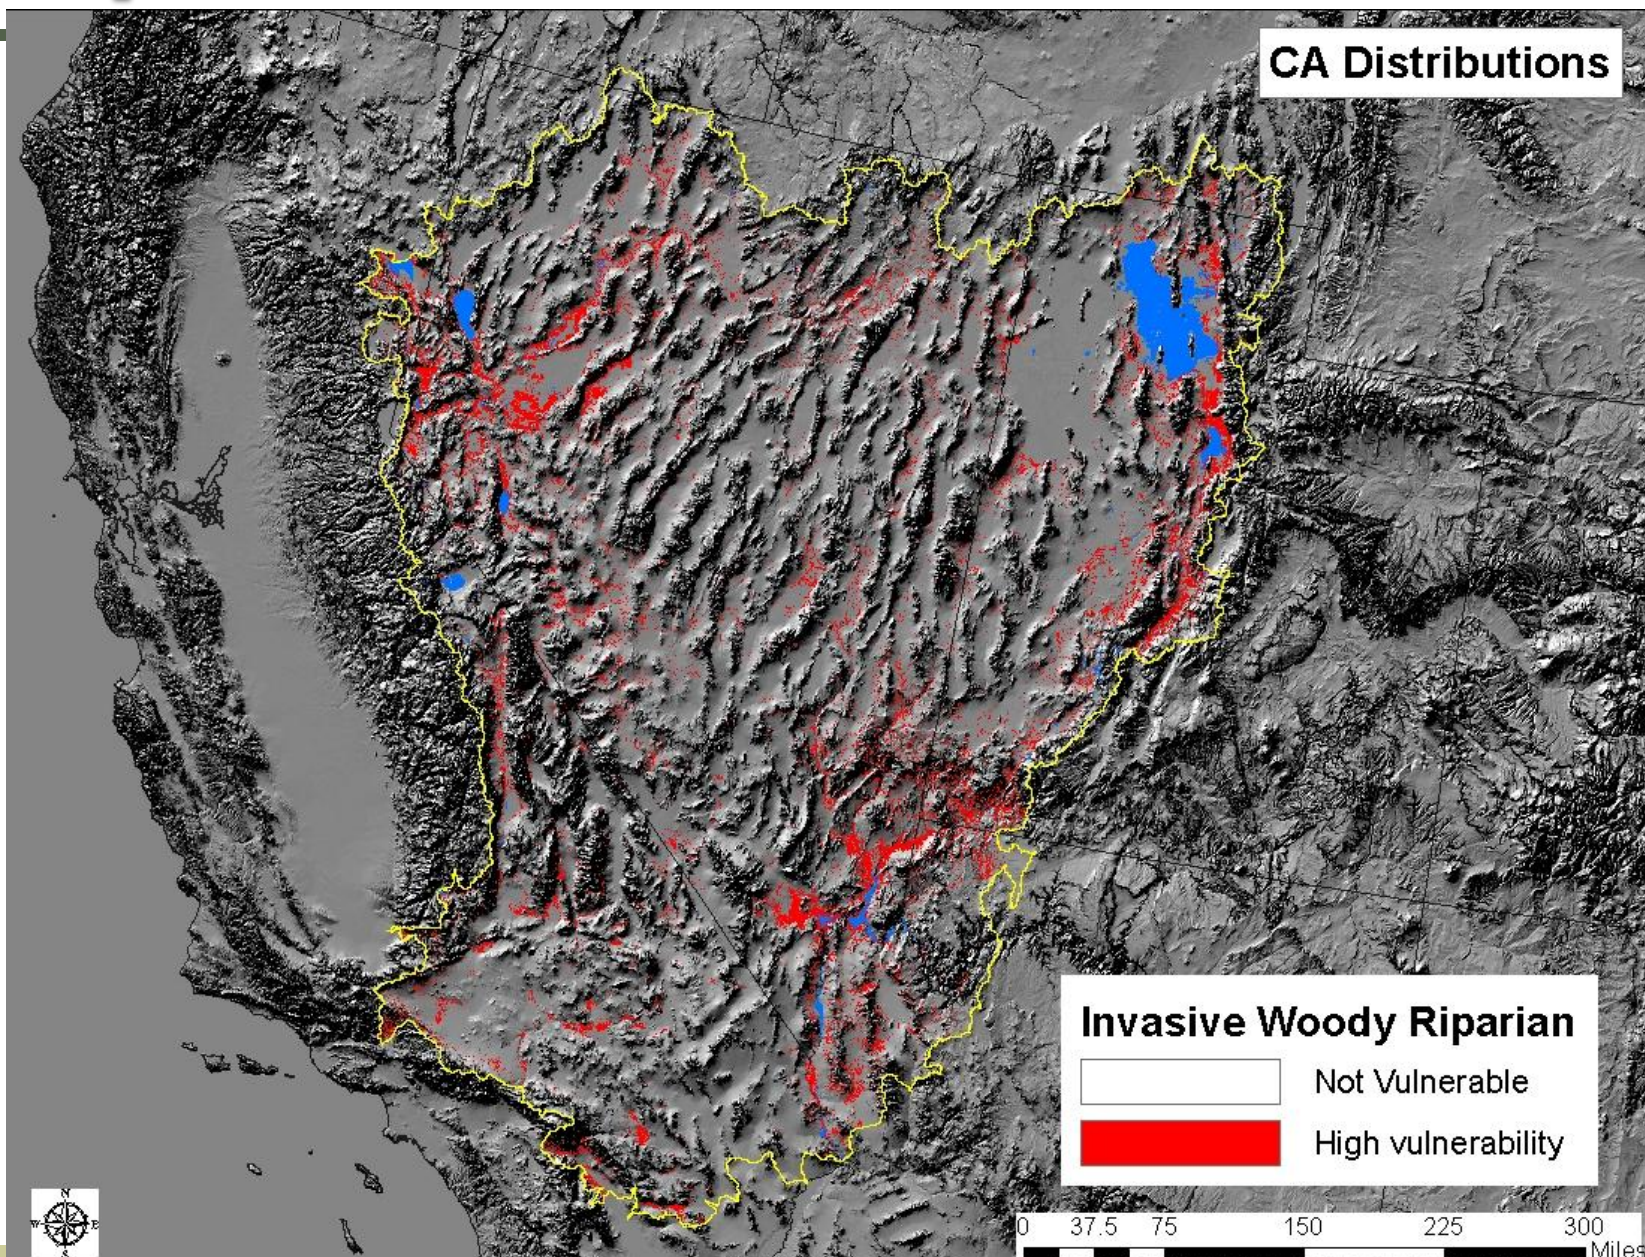 CA Distributions
Invasive Woody Riparian
Not Vulnerable
High vulnerability
N
W E
S
0 37.5 75 150 225 300
Miles